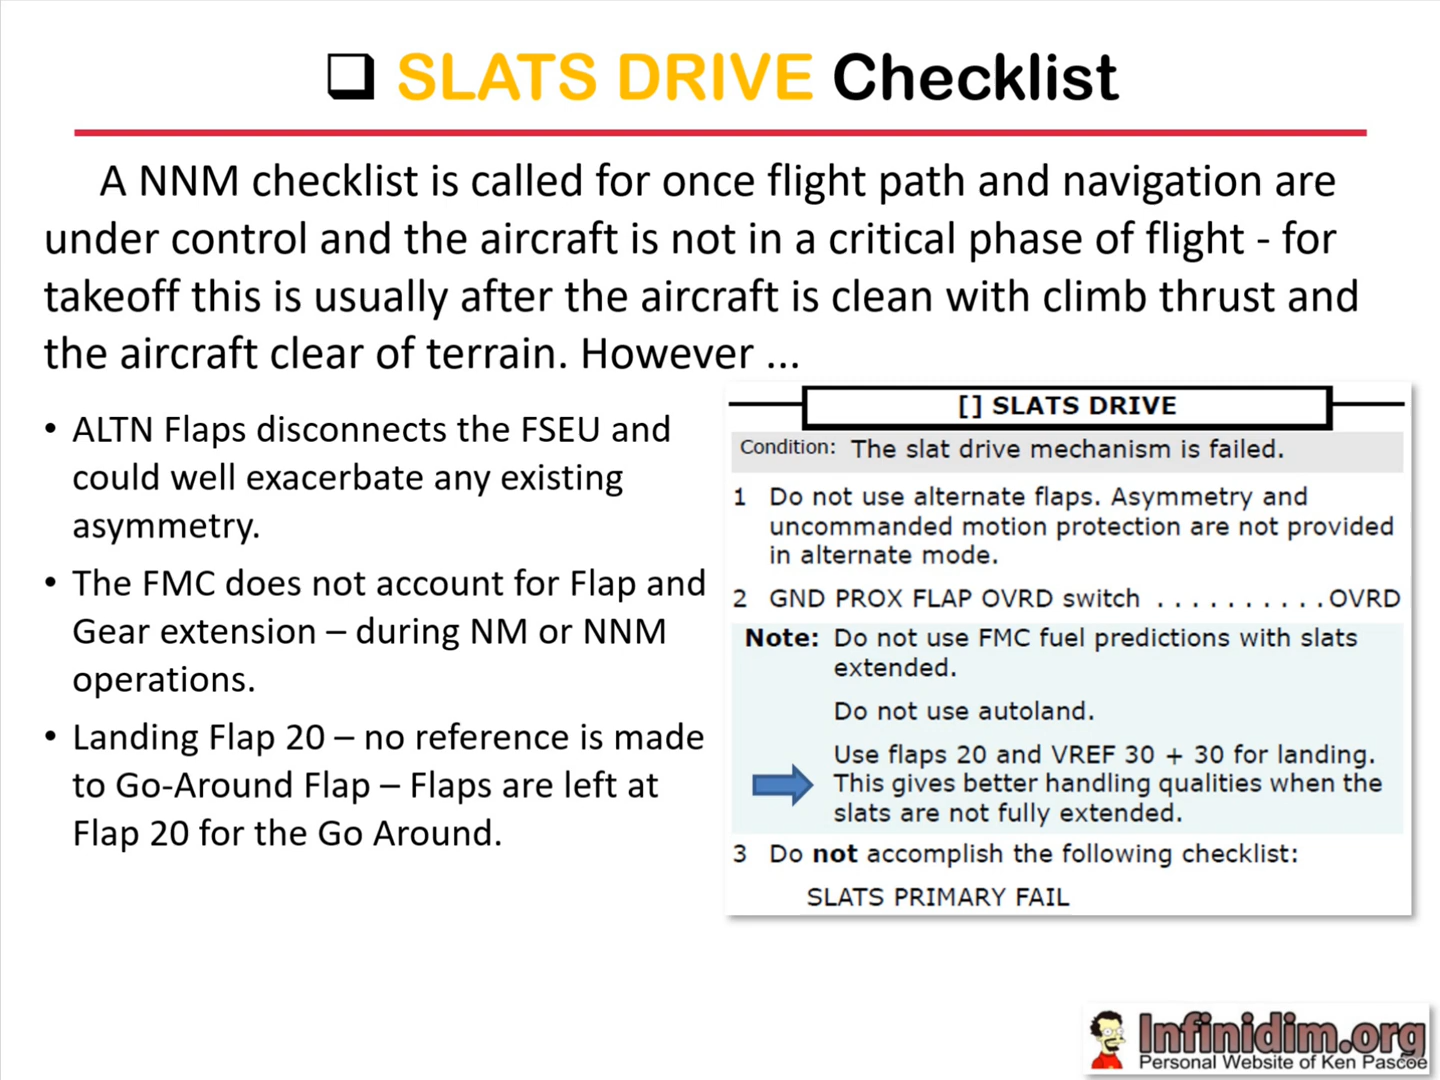 ❑ SLATS DRIVE Checklist
A NNM checklist is called for once flight path and navigation are
under control and the aircraft is not in a critical phase of flight - for
takeoff this is usually after the aircraft is clean with climb thrust and
the aircraft clear of terrain. However ...
• ALTN Flaps disconnects the FSEU and
could well exacerbate any existing
asymmetry.
• The FMC does not account for Flap and
Gear extension – during NM or NNM
operations.
• Landing Flap 20 – no reference is made
to Go-Around Flap – Flaps are left at
Flap 20 for the Go Around.
[] SLATS DRIVE
Condition: The slat drive mechanism is failed.
1 Do not use alternate flaps. Asymmetry and
uncommanded motion protection are not provided
in alternate mode.
2 GND PROX FLAP OVRD switch . . . . . . . . . . OVRD
Note: Do not use FMC fuel predictions with slats
extended.
Do not use autoland.
Use flaps 20 and VREF 30 + 30 for landing.
This gives better handling qualities when the
slats are not fully extended.
3 Do not accomplish the following checklist:
SLATS PRIMARY FAIL
Infinidim.org
Personal Website of Ken Pascoe